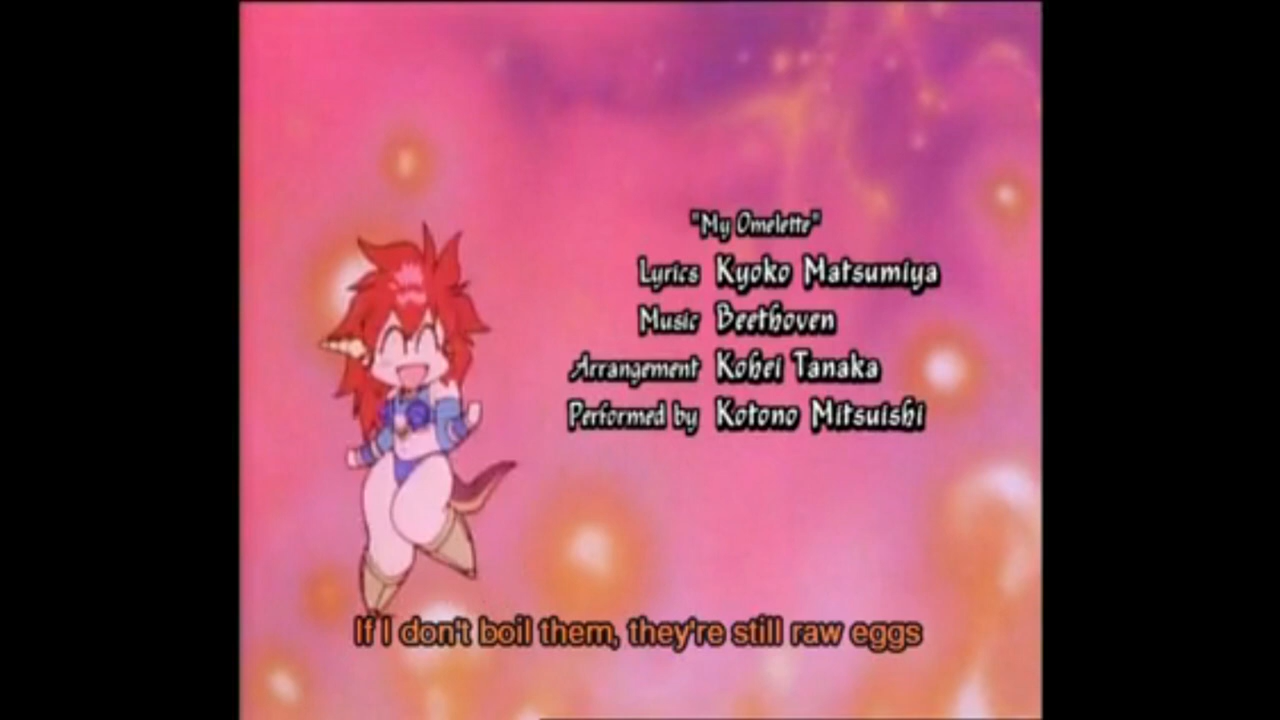 "My Omelette"
Lyrics Kyoko Matsumiya
Music Beethoven
Arrangement Kohei Tanaka
Performed by Kotono Mitsuishi
If I don't boil them, they're still raw eggs